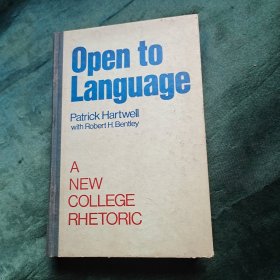 Open to
Language
Patrick Hartwell
with Robert H. Bentley
A
NEW
COLLEGE
RHETORIC